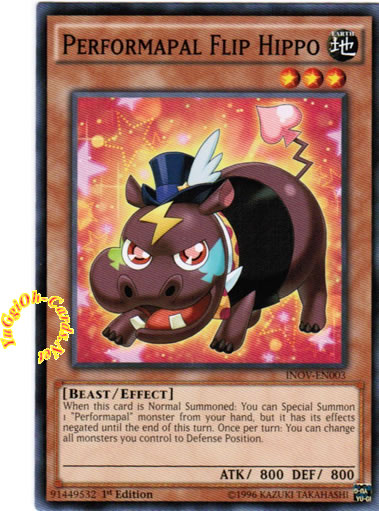 PERFORMAPAL FLIP HIPPO
EARTH
地
YuGgiOh-Cards.Net
INOV-EN003
[BEAST/EFFECT]
When this card is Normal Summoned: You can Special Summon
1 "Performapal" monster from your hand, but it has its effects
negated until the end of this turn. Once per turn: You can change
all monsters you control to Defense Position.
ATK/ 800 DEF/ 800
91449532 1st Edition ©1996 KAZUKI TAKAHASHI